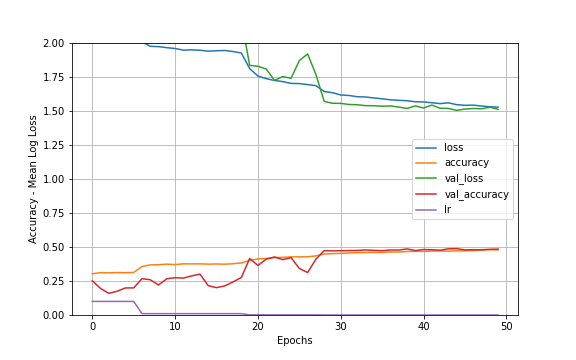 2.00
1.75
1.50
1.25
1.00
0.75
0.50
0.25
0.00
Accuracy - Mean Log Loss
loss
accuracy
val_loss
val_accuracy
lr
0 10 20 30 40 50
Epochs